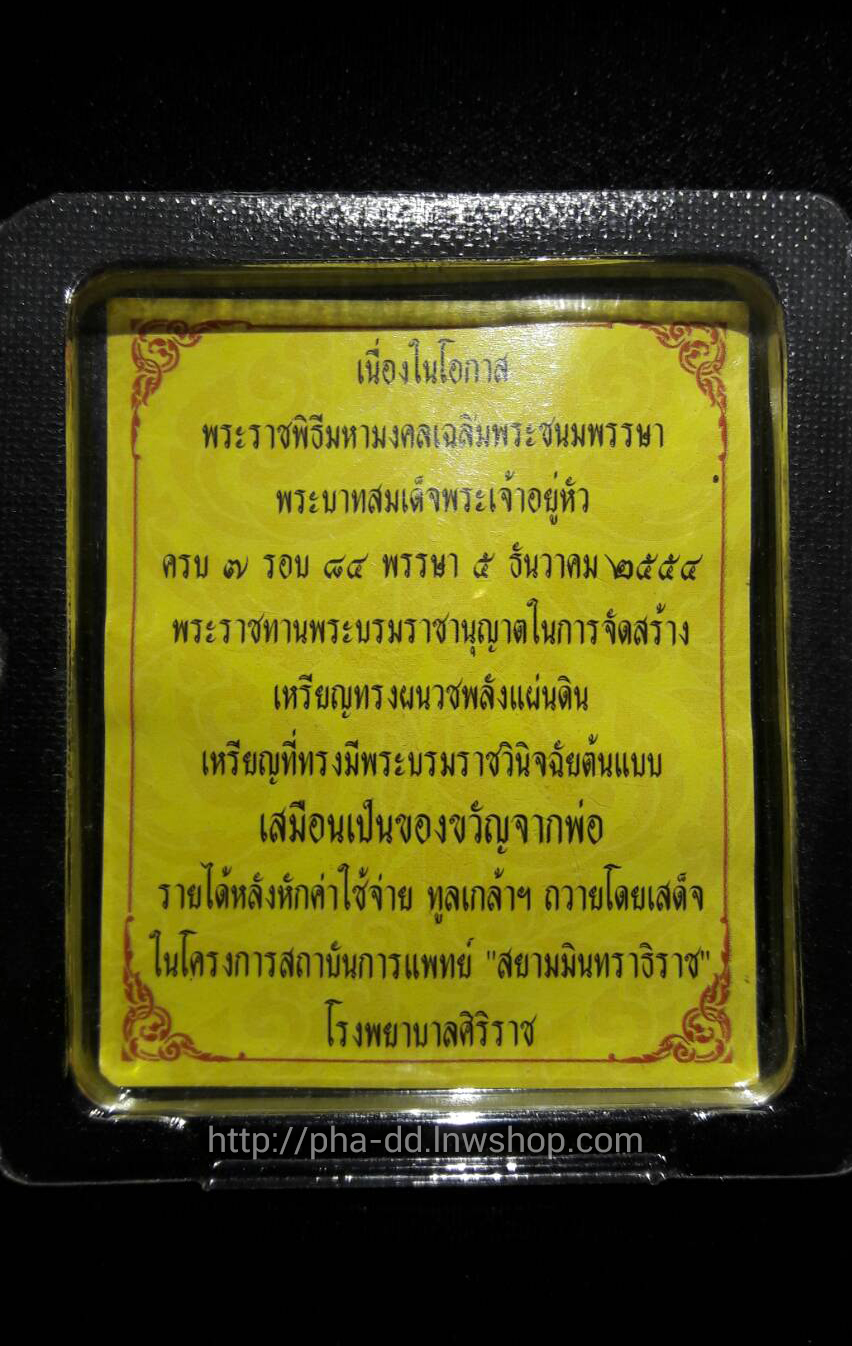 เนื่องในโอกาส
พระราชพิธีมหามงคลเฉลิมพระชนมพรรษา
พระบาทสมเด็จพระเจ้าอยู่หัว
ครบ ๗ รอบ ๘๔ พรรษา ๕ ธันวาคม ๒๕๕๔
พระราชทานพระบรมราชานุญาตในการจัดสร้าง
เหรียญทรงผนวชพลังแผ่นดิน
เหรียญที่ทรงมีพระบรมราชวินิจฉัยต้นแบบ
เสมือนเป็นของขวัญจากพ่อ
รายได้หลังหักค่าใช้จ่าย ทูลเกล้าฯ ถวายโดยเสด็จ
ในโครงการสถาบันการแพทย์ "สยามมินทราธิราช"
โรงพยาบาลศิริราช
http://pha-dd.lnwshop.com